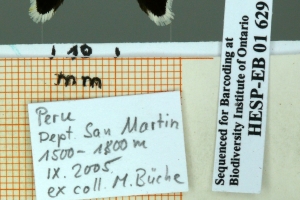 10
mm
Peru
Dept. San Martin
1500-1800m
IX. 2005
ex coll. M. Büche
Sequenced for Barcoding at
Biodiversity Institute of Ontario
HESP-EB 01 629